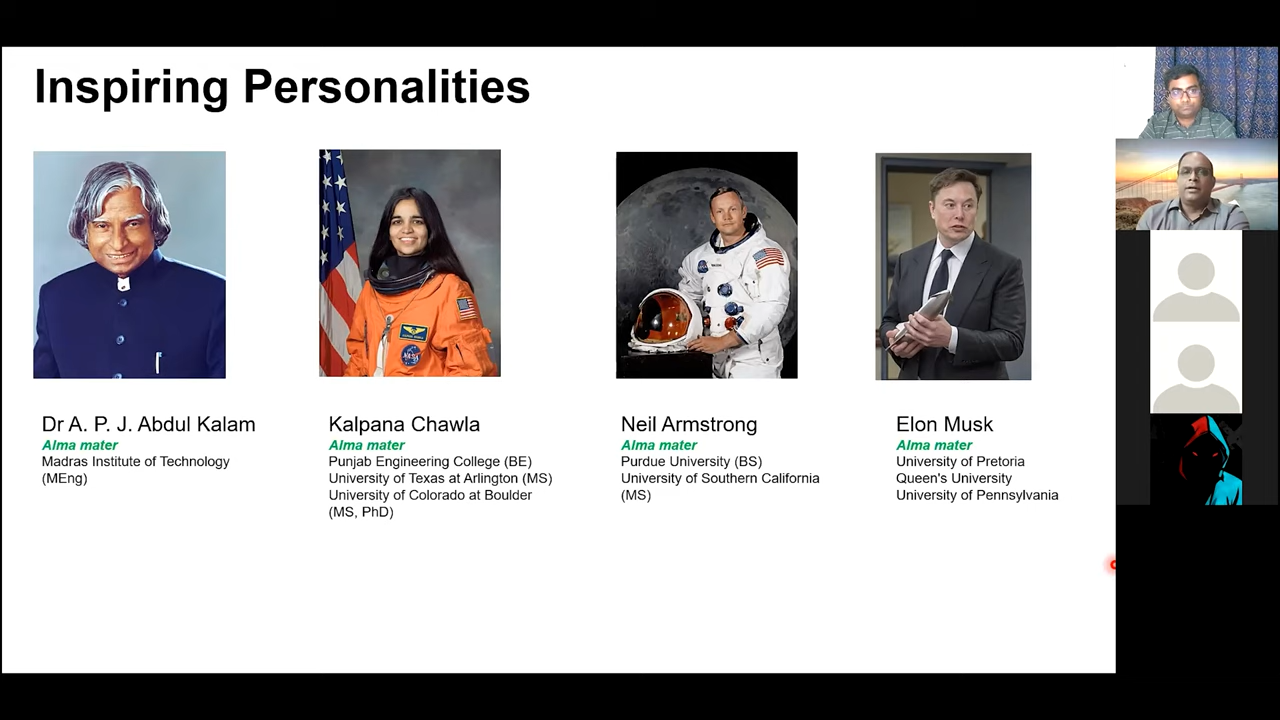 Inspiring Personalities
Dr A. P. J. Abdul Kalam
Alma mater
Madras Institute of Technology
(MEng)
Kalpana Chawla
Alma mater
Punjab Engineering College (BE)
University of Texas at Arlington (MS)
University of Colorado at Boulder
(MS, PhD)
Neil Armstrong
Alma mater
Purdue University (BS)
University of Southern California
(MS)
Elon Musk
Alma mater
University of Pretoria
Queen's University
University of Pennsylvania